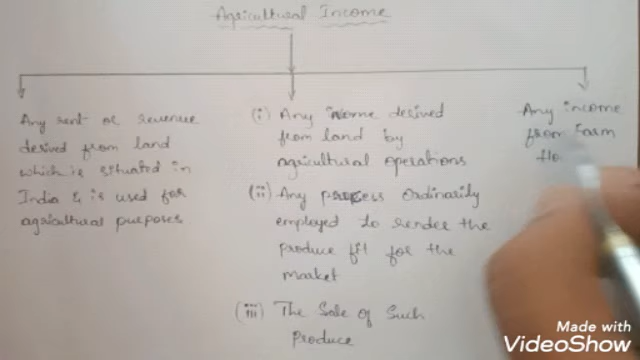 Agricultural Income
Any rent or revenue
derived from land
which is situated in
India & is used for
agricultural purposes
(i) Any income derived
from land by
agricultural operations
(ii) Any process ordinarily
employed to render the
produce fit for the
market
(iii) The Sale of Such
Produce
Any income
from Farm
Made with
VideoShow